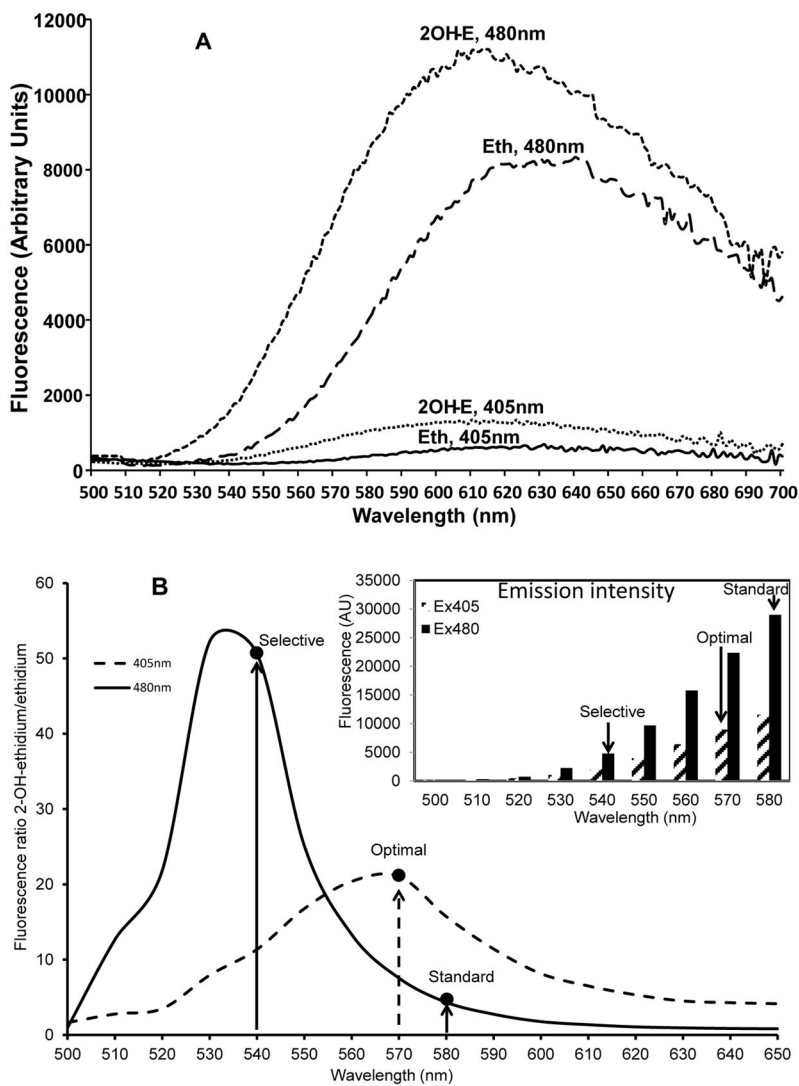 A
12000
10000
8000
6000
4000
2000
0
Fluorescence (Arbitrary Units)
2OH-E, 480nm
Eth, 480nm
2OH-E, 405nm
Eth, 405nm
500 510 520 530 540 550 560 570 580 590 600 610 620 630 640 650 660 670 680 690 700
Wavelength (nm)
B
60
50
40
30
20
10
0
Fluorescence ratio 2-OH-ethidium/ethidium
405nm
480nm
Selective
Optimal
Standard
500 510 520 530 540 550 560 570 580 590 600 610 620 630 640 650
Wavelength (nm)
Emission intensity
35000
30000
25000
20000
15000
10000
5000
0
Fluorescence (AU)
Ex405
Ex480
Selective
Optimal
Standard
500 510 520 530 540 550 560 570 580
Wavelength (nm)